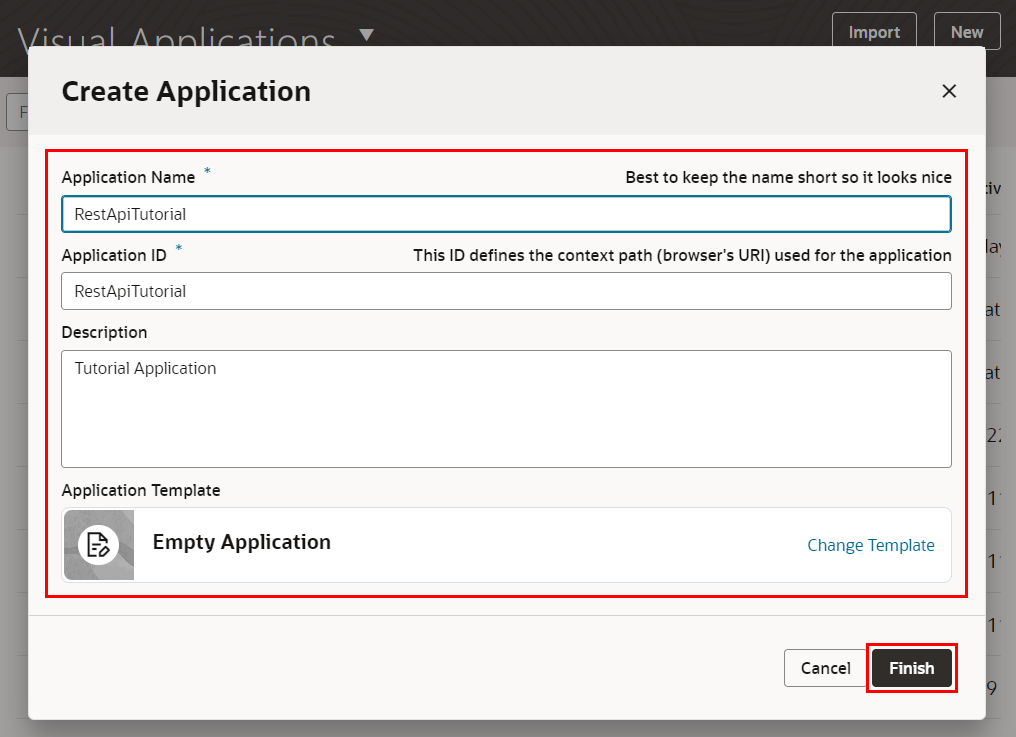 Visual Applications
Import
New
Create Application
Application Name *
Best to keep the name short so it looks nice
RestApiTutorial
Application ID *
This ID defines the context path (browser's URI) used for the application
RestApiTutorial
Description
Tutorial Application
Application Template
Empty Application
Change Template
Cancel
Finish